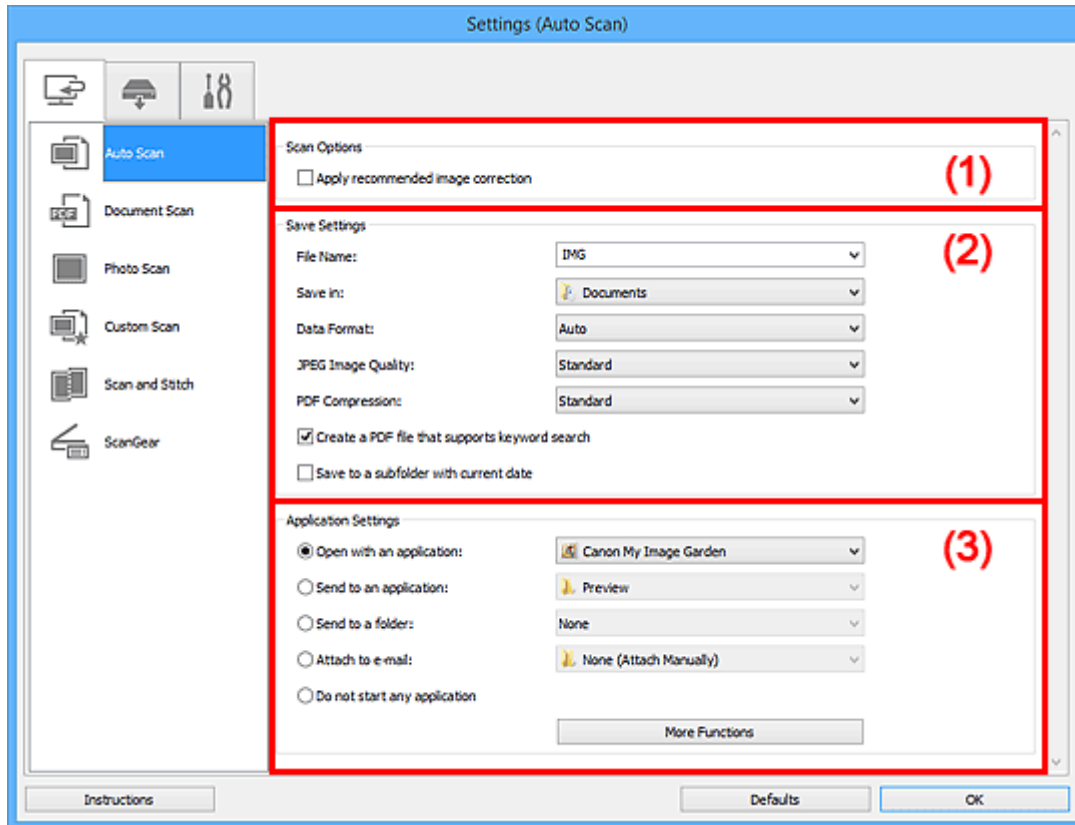 Settings (Auto Scan)
Auto Scan
Document Scan
Photo Scan
Custom Scan
Scan and Stitch
ScanGear
Scan Options
Apply recommended image correction
(1)
Save Settings
(2)
File Name: IMG
Save in: Documents
Data Format: Auto
JPEG Image Quality: Standard
PDF Compression: Standard
Create a PDF file that supports keyword search
Save to a subfolder with current date
Application Settings
(3)
Open with an application: Canon My Image Garden
Send to an application: Preview
Send to a folder: None
Attach to e-mail: None (Attach Manually)
Do not start any application
More Functions
Instructions Defaults OK